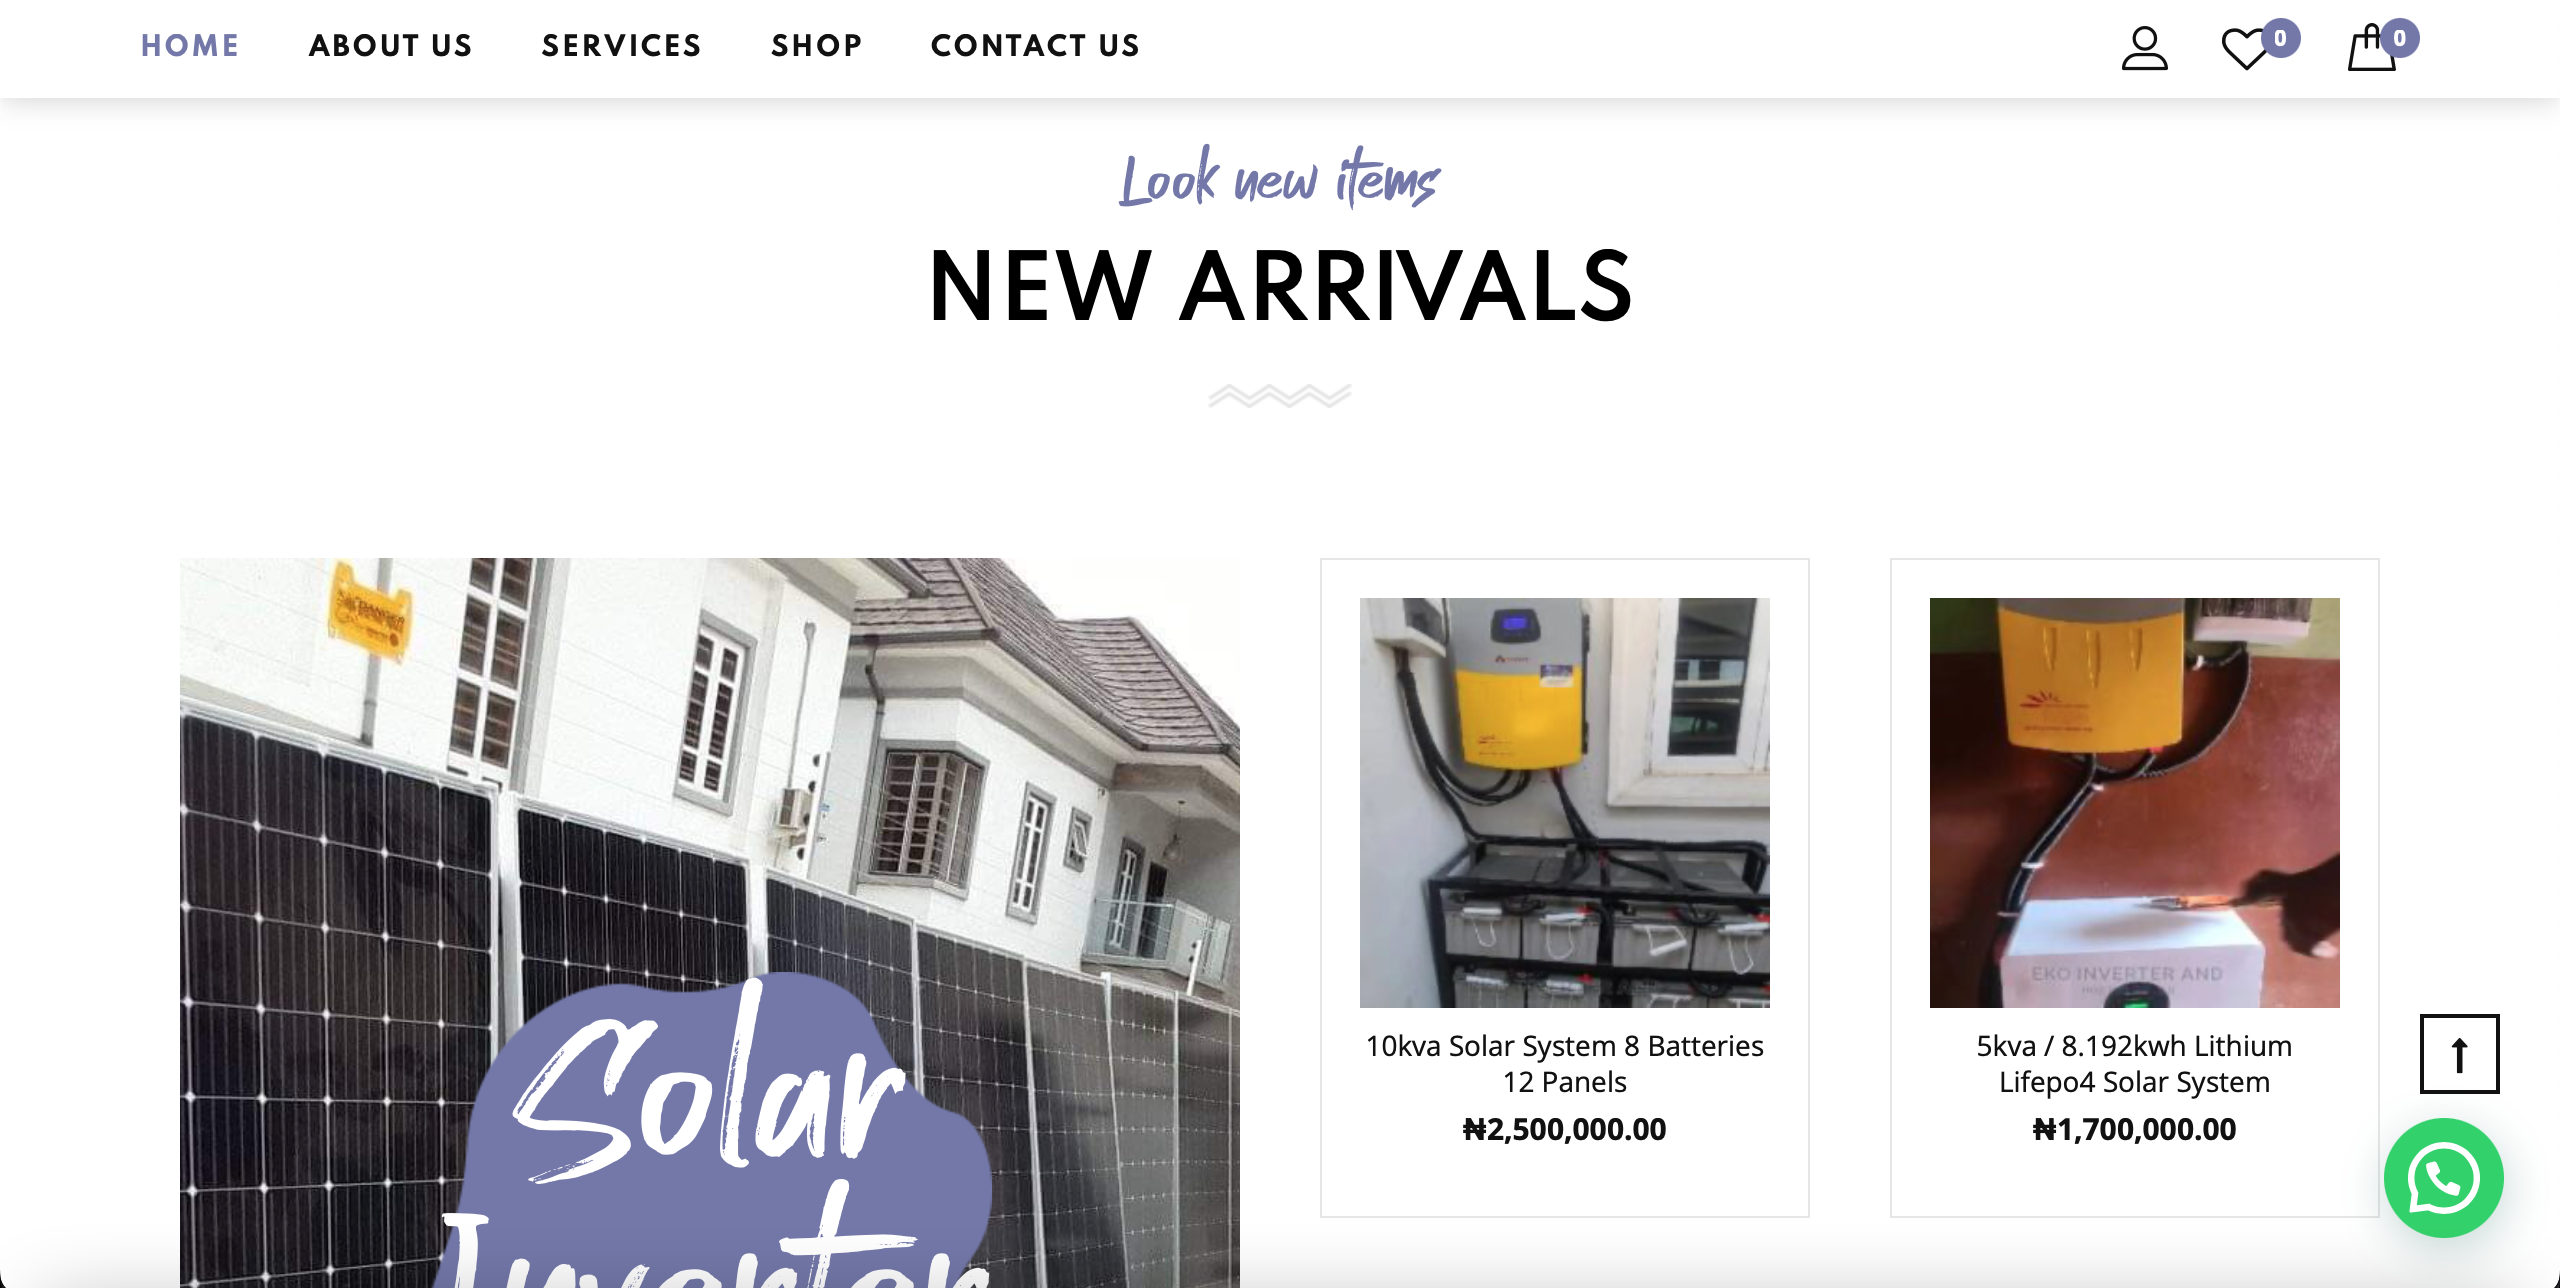 HOME ABOUT US SERVICES SHOP CONTACT US 0 0
Look new items
NEW ARRIVALS
Solar
Inverter
EKO INVERTER AND
10kva Solar System 8 Batteries
12 Panels
₦2,500,000.00
5kva / 8.192kwh Lithium
Lifepo4 Solar System
₦1,700,000.00